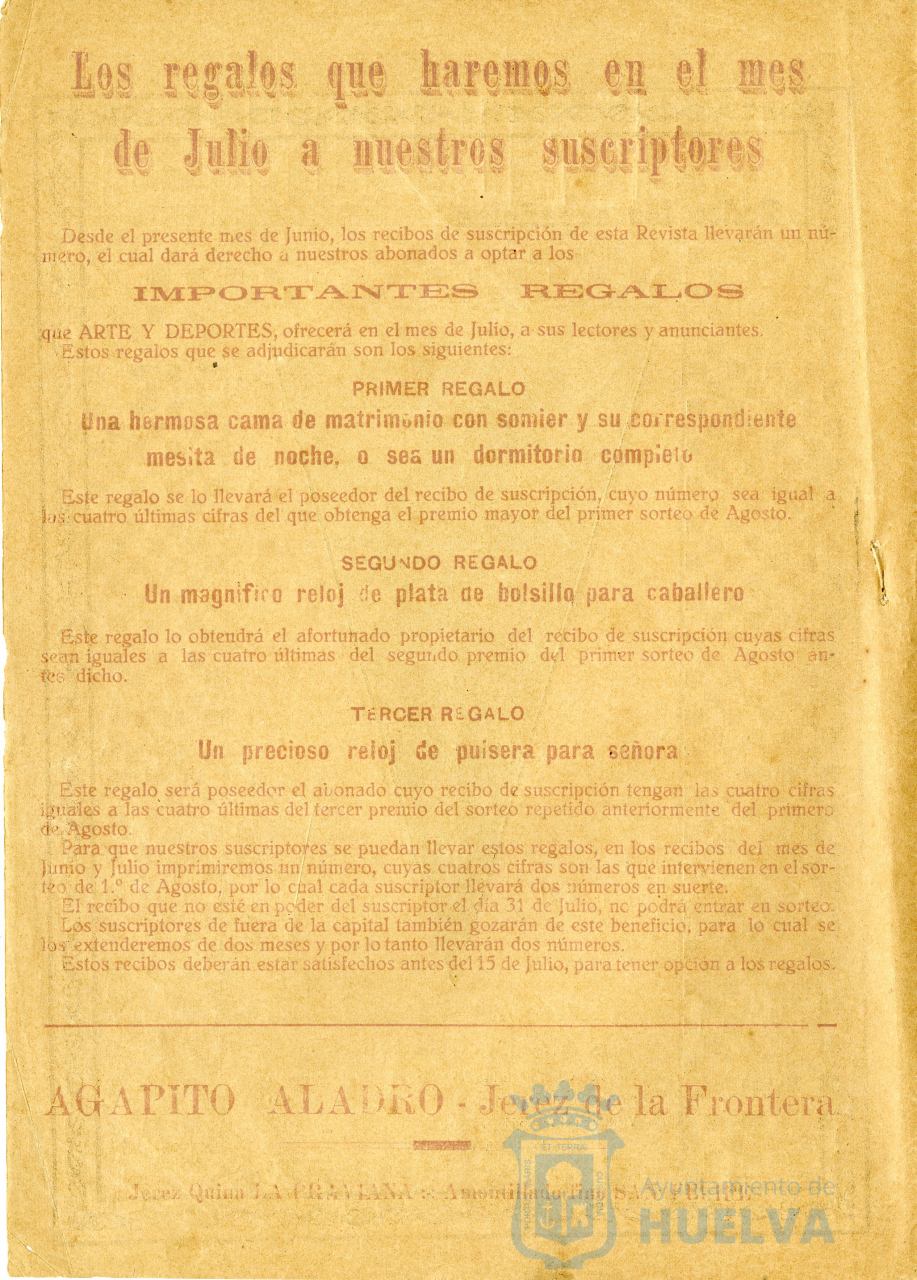 Los regalos que haremos en el mes
de Julio a nuestros suscriptores
Desde el presente mes de Junio, los recibos de suscripción de esta Revista llevarán un nú-
mero, el cual dará derecho a nuestros abonados a optar a los
IMPORTANTES REGALOS
que ARTE Y DEPORTES, ofrecerá en el mes de Julio, a sus lectores y anunciantes.
Estos regalos que se adjudicarán son los siguientes:
PRIMER REGALO
Una hermosa cama de matrimonio con somier y su correspondiente
mesita de noche, o sea un dormitorio completo
Este regalo se lo llevará el poseedor del recibo de suscripción, cuyo número sea igual a
las cuatro últimas cifras del que obtenga el premio mayor del primer sorteo de Agosto.
SEGUNDO REGALO
Un magnífico reloj de plata de bolsillo para caballero
Este regalo lo obtendrá el afortunado propietario del recibo de suscripción cuyas cifras
sean iguales a las cuatro últimas del segundo premio del primer sorteo de Agosto an-
tes dicho.
TERCER REGALO
Un precioso reloj de pulsera para señora
Este regalo será poseedor el abonado cuyo recibo de suscripción tengan las cuatro cifras
iguales a las cuatro últimas del tercer premio del sorteo repetido anteriormente del primero
de Agosto.
Para que nuestros suscriptores se puedan llevar estos regalos, en los recibos del mes de
Junio y Julio imprimiremos un número, cuyas cuatros cifras son las que intervienen en el sor-
teo de 1.º de Agosto, por lo cual cada suscriptor llevará dos números en suerte.
El recibo que no esté en poder del suscriptor el día 31 de Julio, no podrá entrar en sorteo.
Los suscriptores de fuera de la capital también gozarán de este beneficio, para lo cual se
los extenderemos de dos meses y por lo tanto llevarán dos números.
Estos recibos deberán estar satisfechos antes del 15 de Julio, para tener opción a los regalos.
AGAPITO ALADRO - Jerez de la Frontera
Jerez Quina LA Amontillado fino
Ayuntamiento de
HUELVA